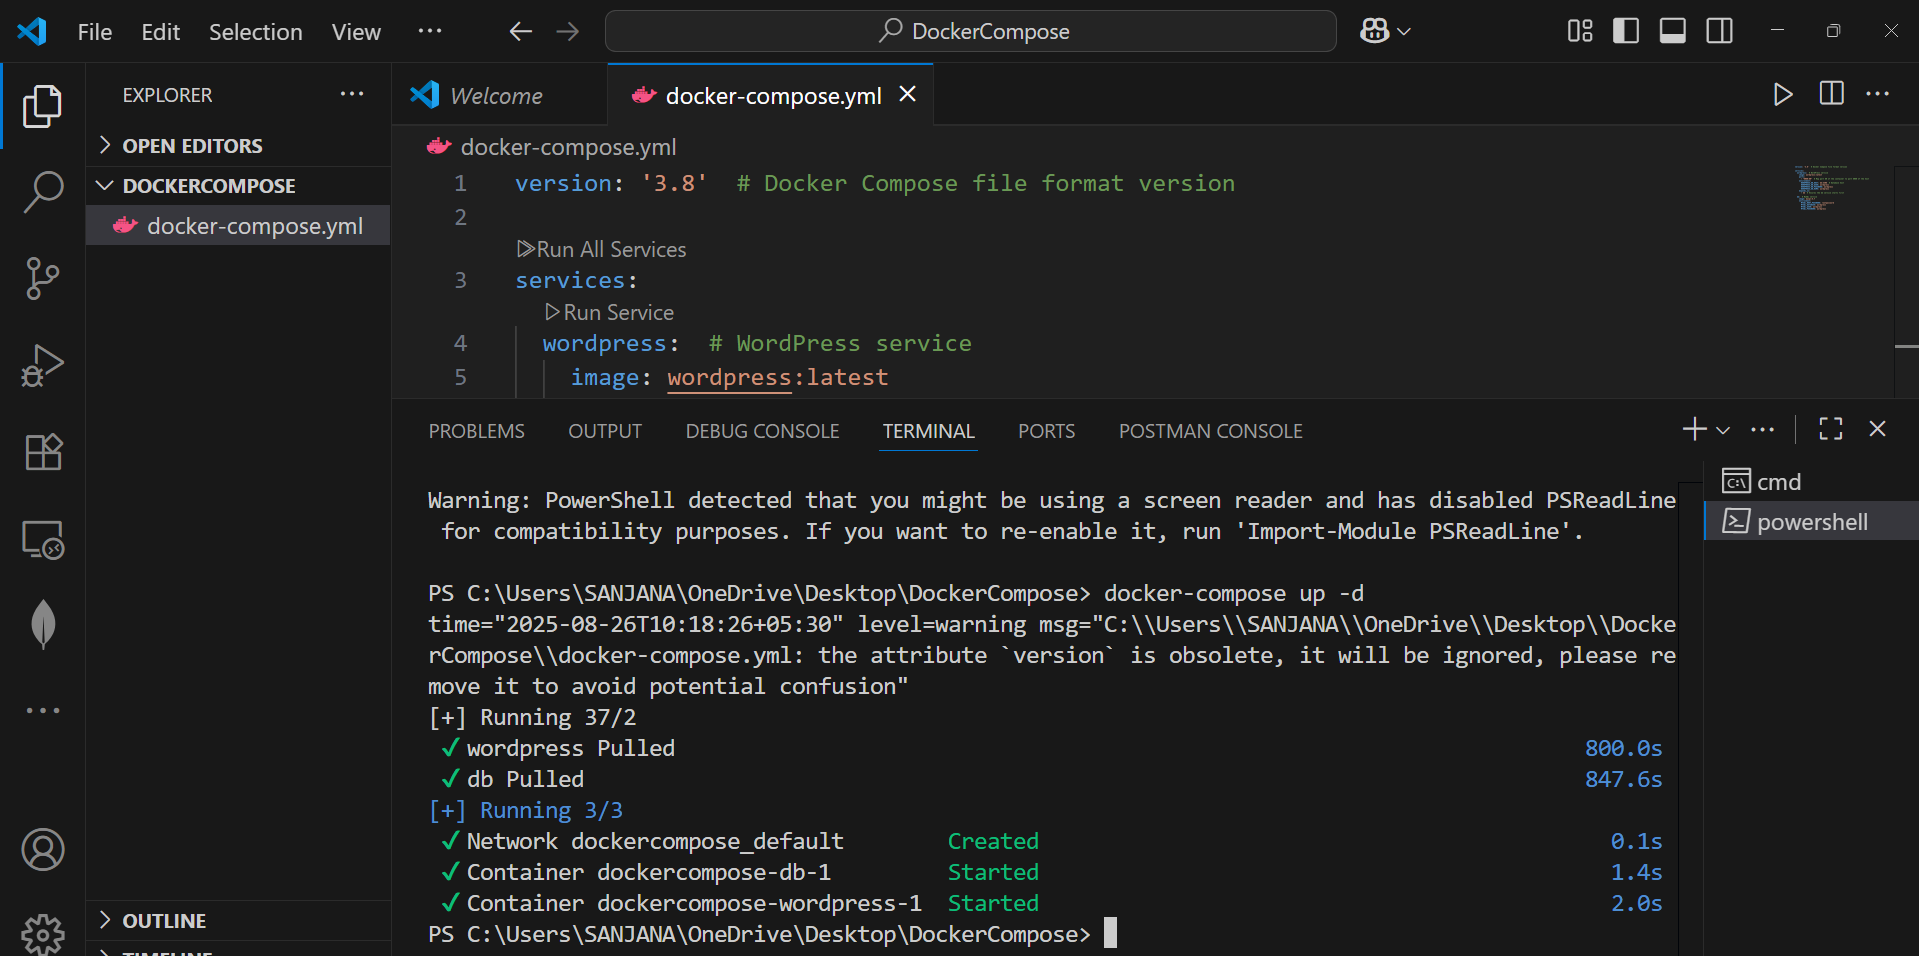 File Edit Selection View ··· DockerCompose
EXPLORER ···
OPEN EDITORS
DOCKERCOMPOSE
docker-compose.yml
OUTLINE
TIMELINE
Welcome docker-compose.yml
docker-compose.yml
1 version: '3.8' # Docker Compose file format version
2
Run All Services
3 services:
Run Service
4 wordpress: # WordPress service
5 image: wordpress:latest
PROBLEMS OUTPUT DEBUG CONSOLE TERMINAL PORTS POSTMAN CONSOLE
Warning: PowerShell detected that you might be using a screen reader and has disabled PSReadLine
for compatibility purposes. If you want to re-enable it, run 'Import-Module PSReadLine'.
PS C:\Users\SANJANA\OneDrive\Desktop\DockerCompose> docker-compose up -d
time="2025-08-26T10:18:26+05:30" level=warning msg="C:\\Users\\SANJANA\\OneDrive\\Desktop\\Docke
rCompose\\docker-compose.yml: the attribute `version` is obsolete, it will be ignored, please re
move it to avoid potential confusion"
[+] Running 37/2
✓ wordpress Pulled 800.0s
✓ db Pulled 847.6s
[+] Running 3/3
✓ Network dockercompose_default Created 0.1s
✓ Container dockercompose-db-1 Started 1.4s
✓ Container dockercompose-wordpress-1 Started 2.0s
PS C:\Users\SANJANA\OneDrive\Desktop\DockerCompose>
cmd
powershell